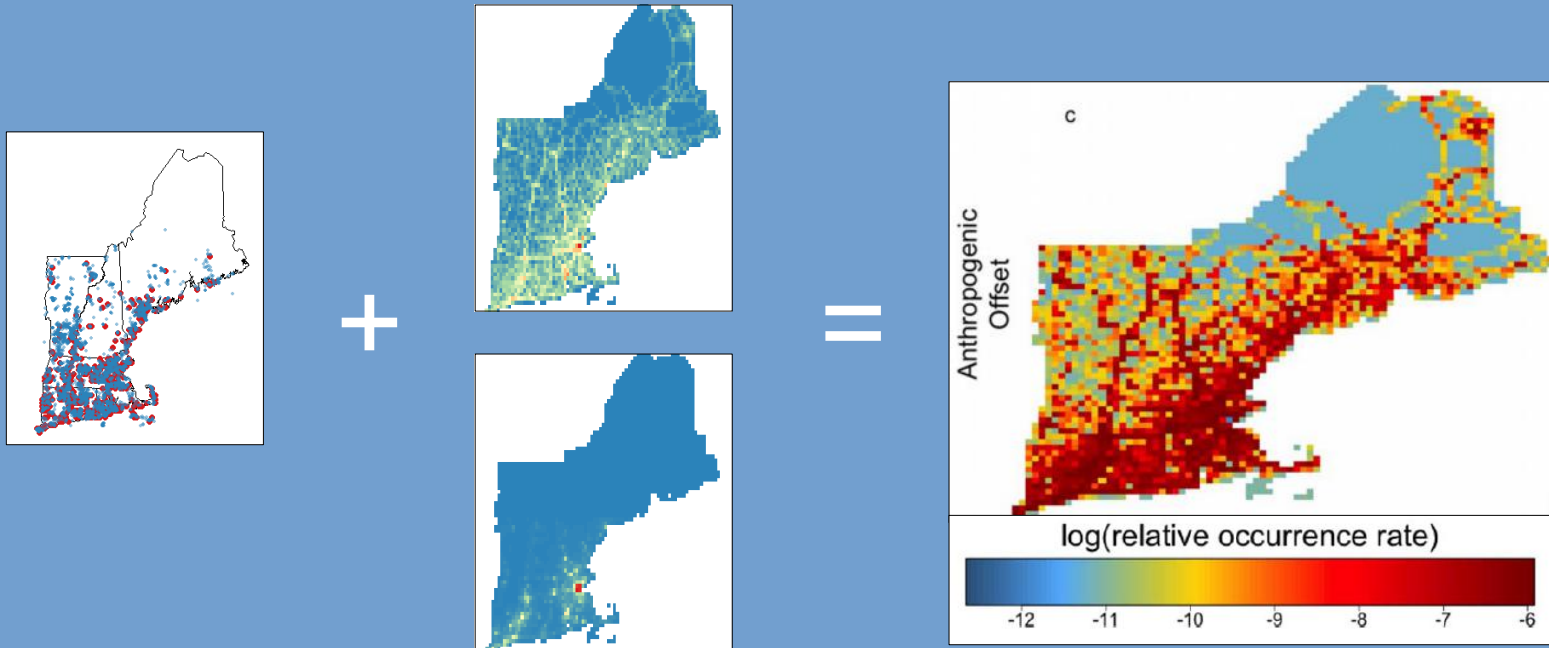 +
=
c
Anthropogenic
Offset
log(relative occurrence rate)
-12 -11 -10 -9 -8 -7 -6